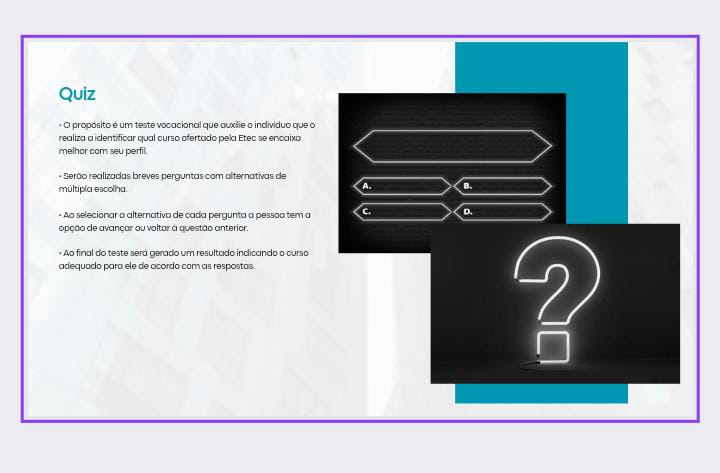 Quiz
• O propósito é um teste vocacional que auxilie o indivíduo que o
realiza a identificar qual curso ofertado pela Etec se encaixa
melhor com seu perfil.
• Serão realizadas breves perguntas com alternativas de
múltipla escolha.
• Ao selecionar a alternativa de cada pergunta a pessoa tem a
opção de avançar ou voltar à questão anterior.
• Ao final do teste será gerado um resultado indicando o curso
adequado para ele de acordo com as respostas.
A. B.
C. D.
?